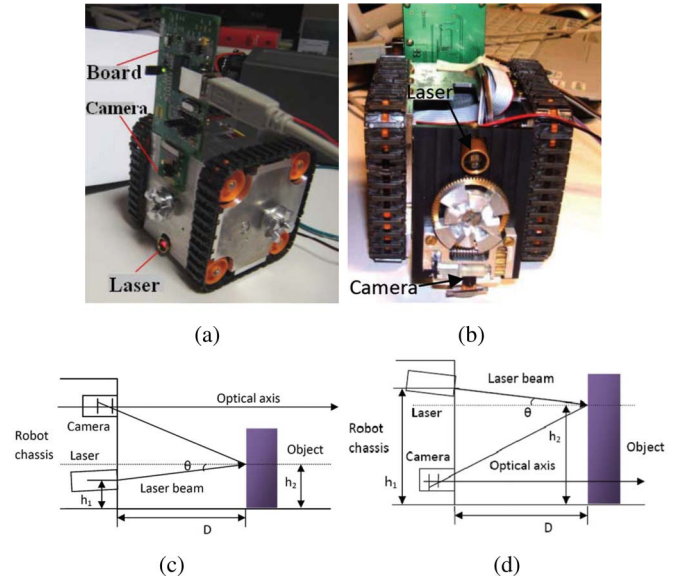 Board
Camera
Laser
(a)
Laser
Camera
(b)
Optical axis
Camera
Robot
chassis
Laser
θ
Object
h1
Laser beam
h2
D
(c)
Laser beam
θ
Laser
Robot
chassis
h2
Camera
Object
Optical axis
h1
D
(d)